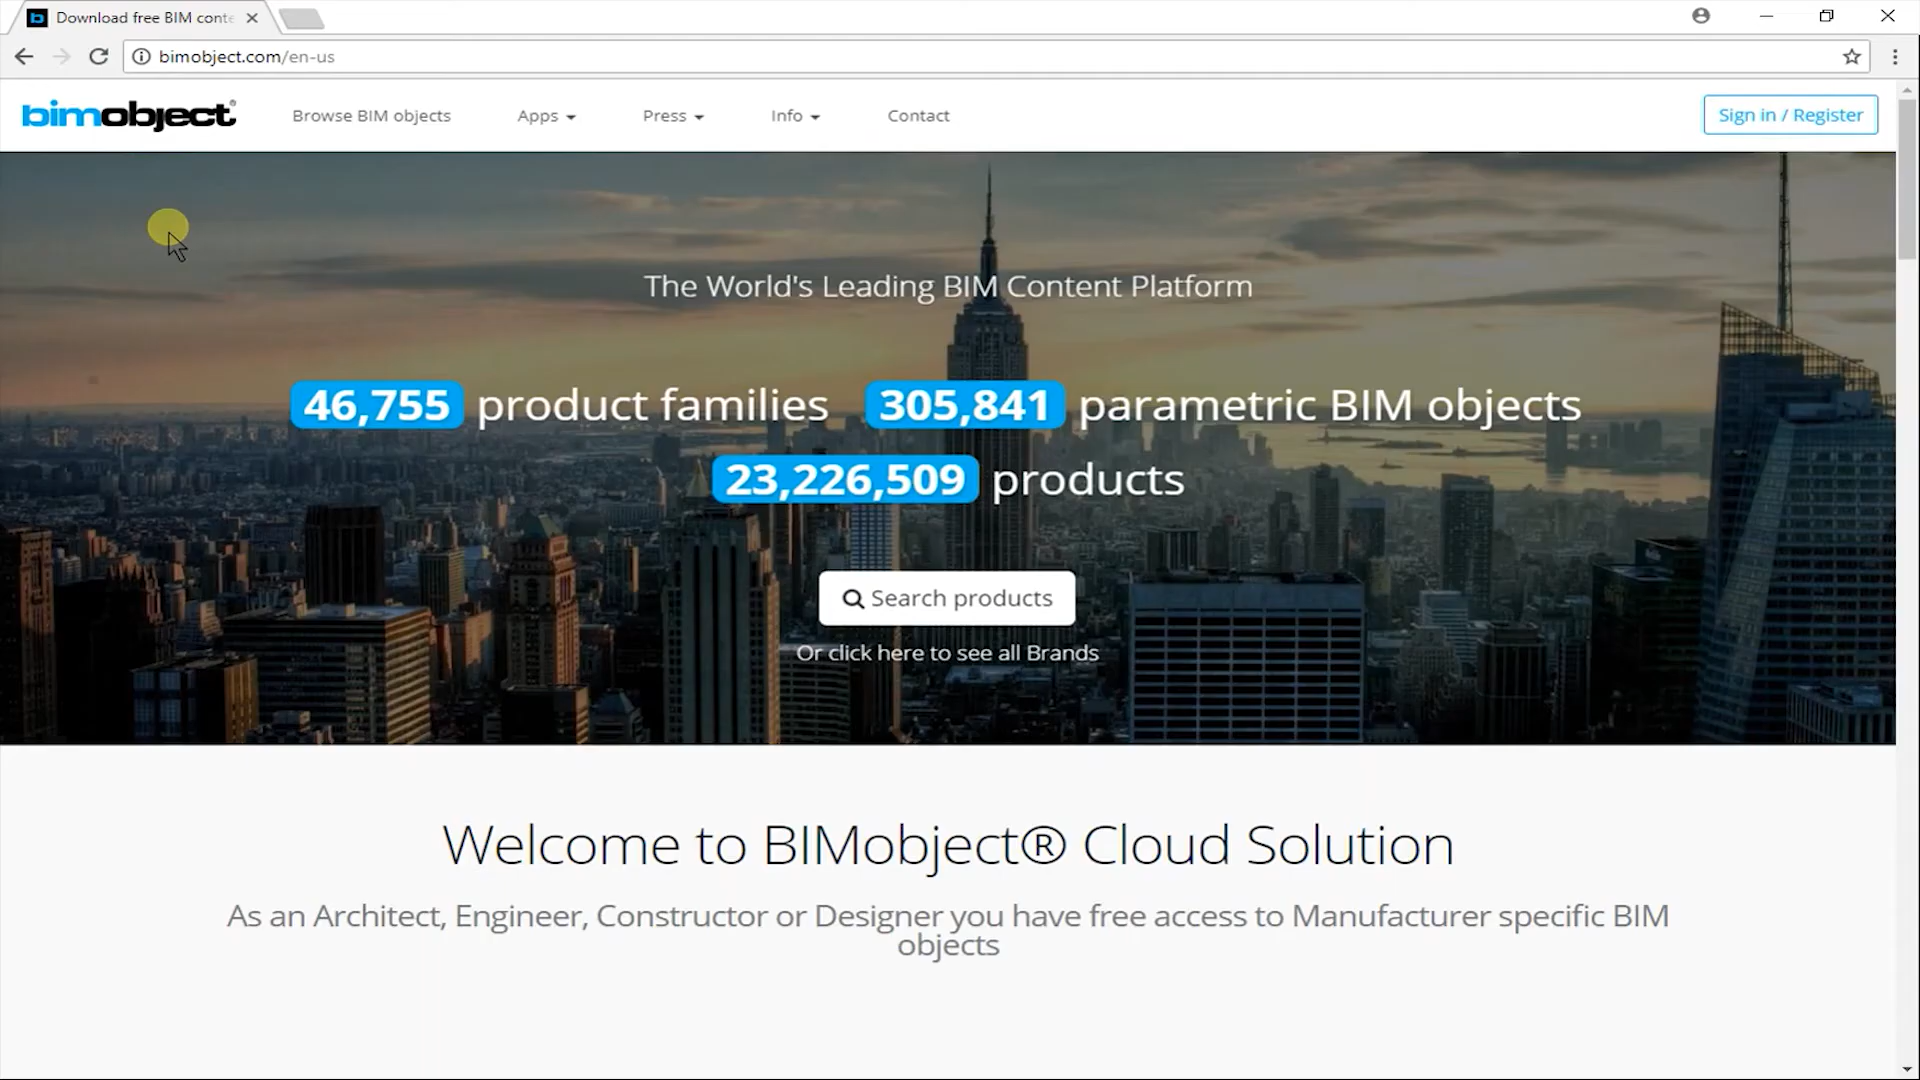 Download free BIM conte
bimobject.com/en-us
bimobject®
Browse BIM objects
Apps
Press
Info
Contact
Sign in / Register
The World's Leading BIM Content Platform
46,755 product families 305,841 parametric BIM objects
23,226,509 products
Search products
Or click here to see all Brands
Welcome to BIMobject® Cloud Solution
As an Architect, Engineer, Constructor or Designer you have free access to Manufacturer specific BIM
objects